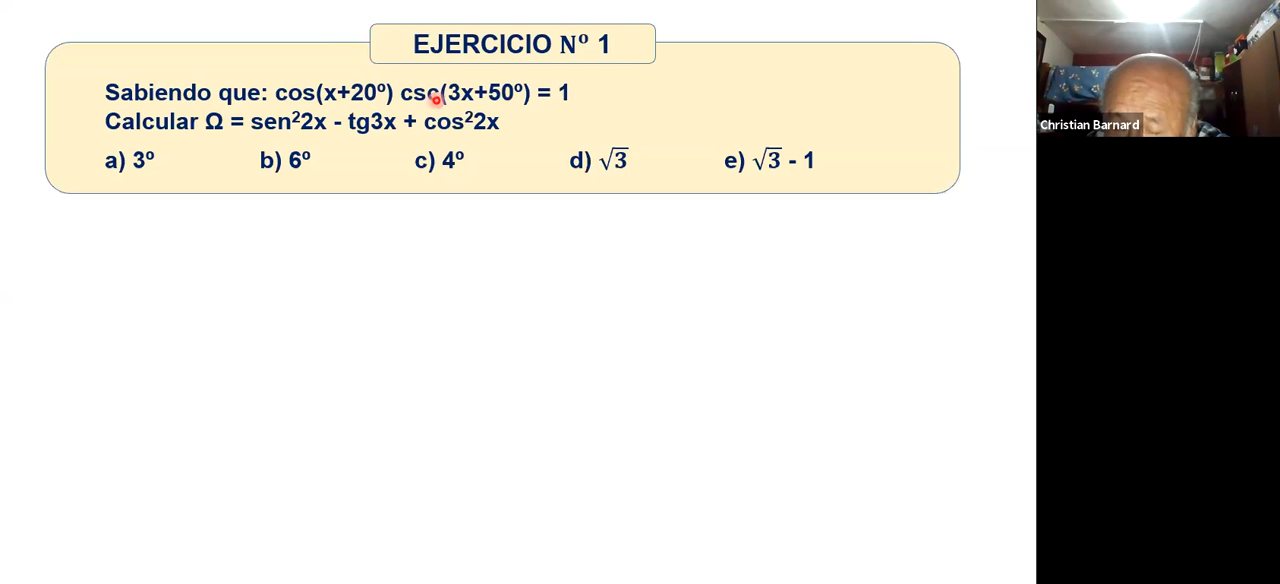 EJERCICIO Nº 1
Sabiendo que: cos(x+20º) csc(3x+50º) = 1
Calcular Ω = sen²2x - tg3x + cos²2x
a) 3º b) 6º c) 4º d) √3 e) √3 - 1
Christian Barnard